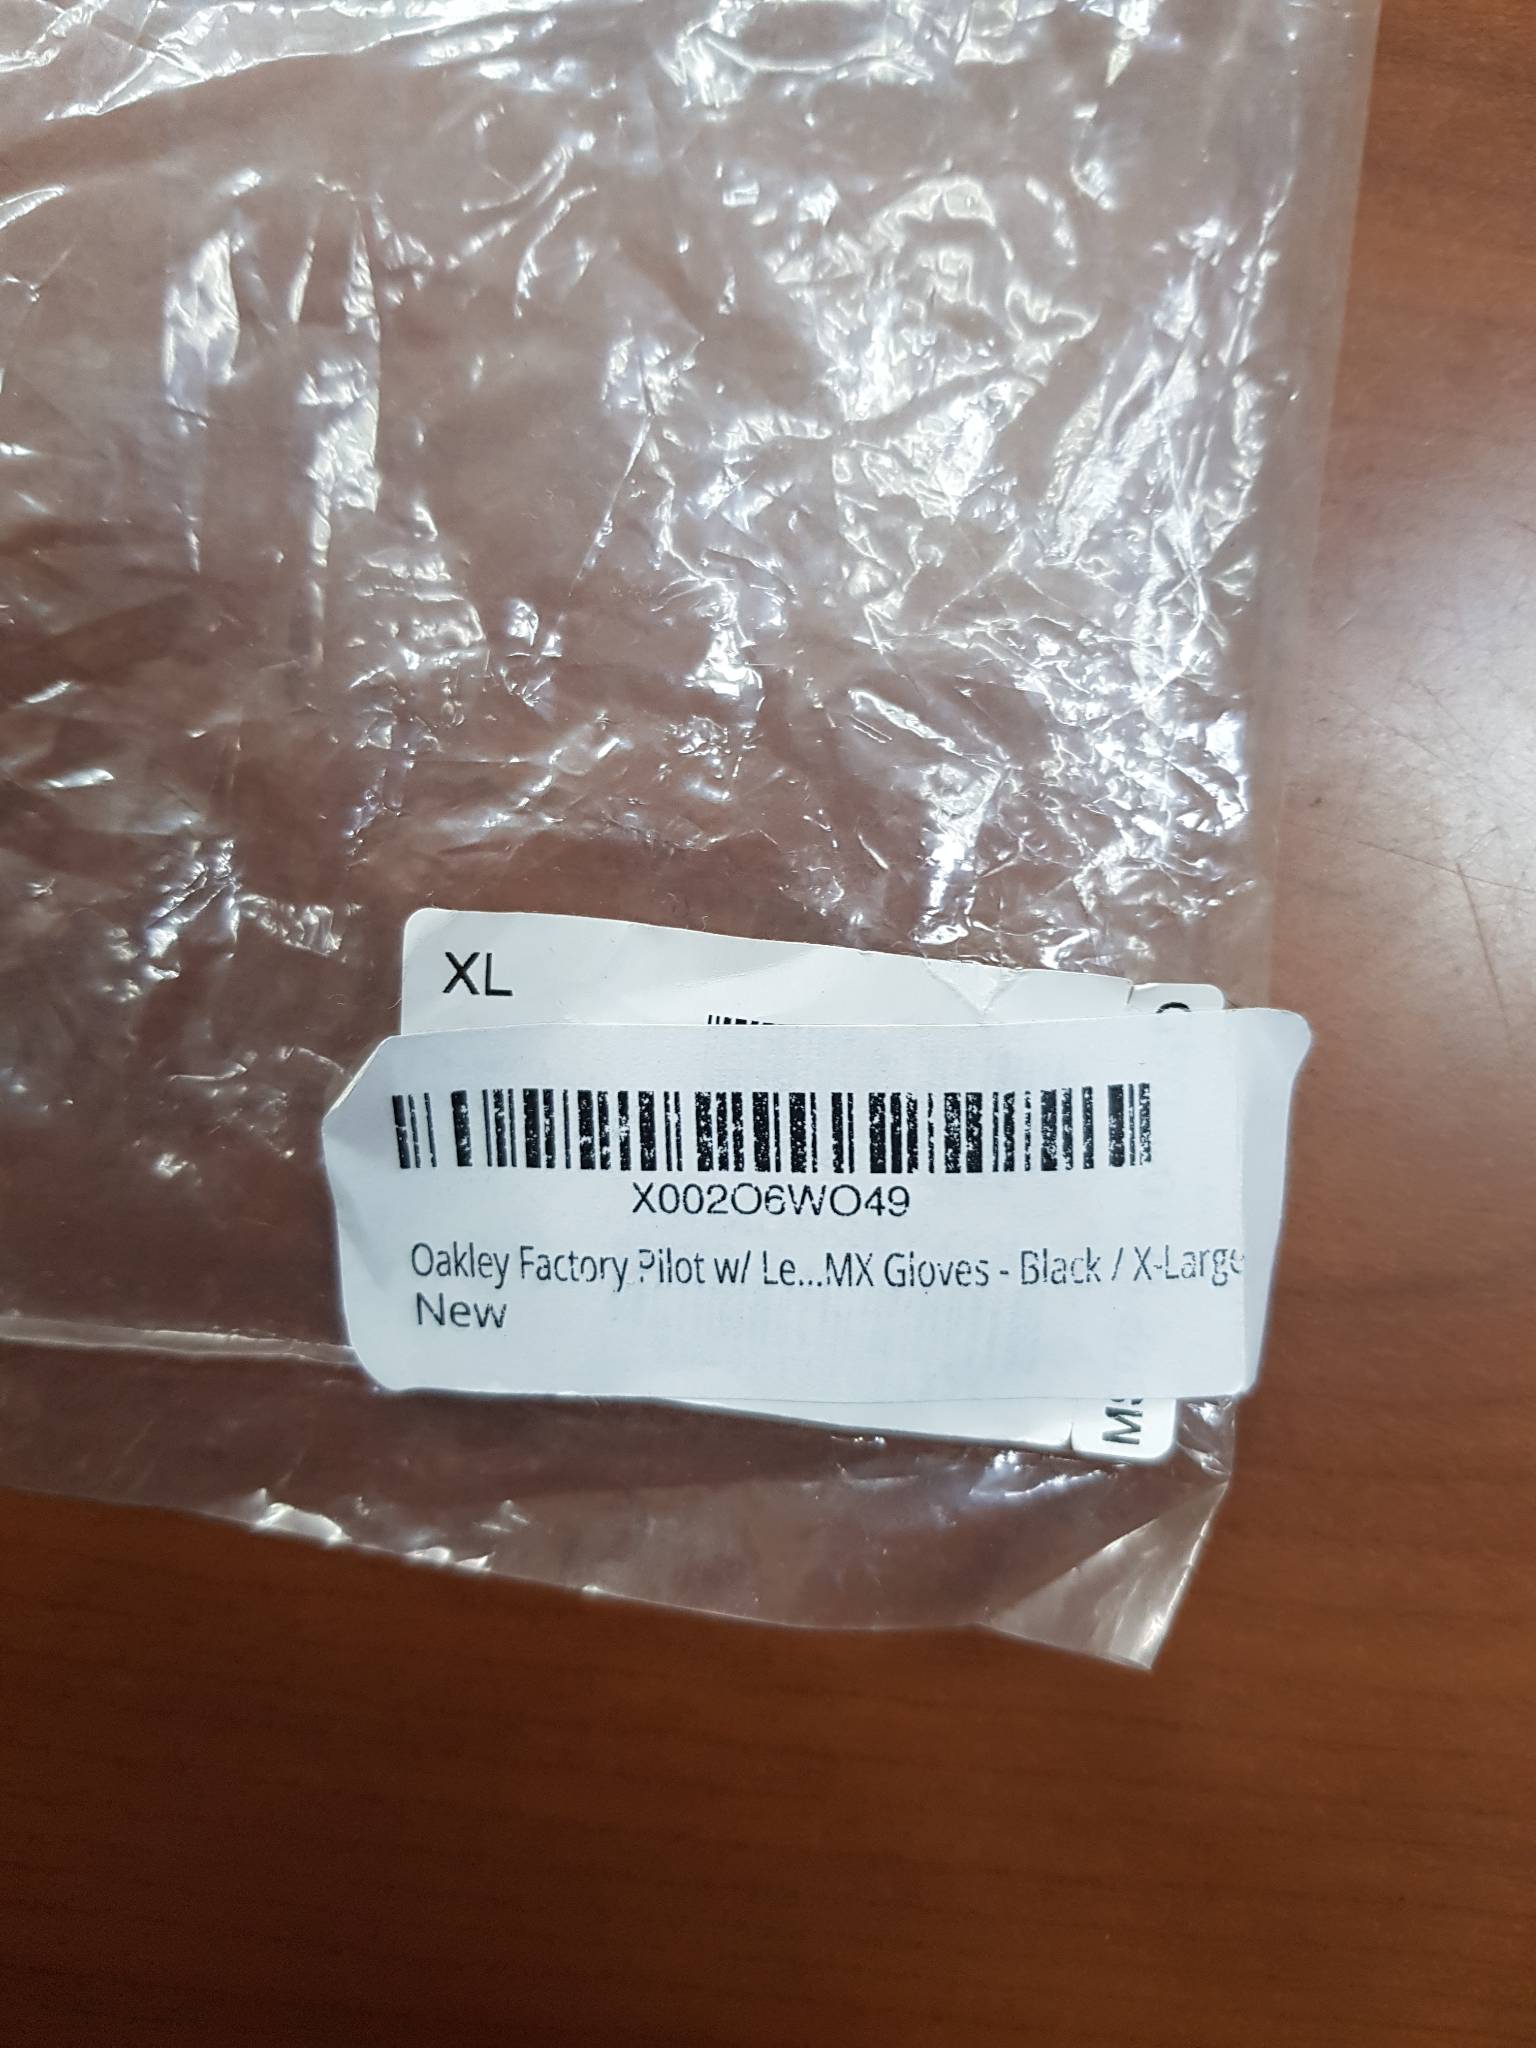 XL
X002O6WO49
Oakley Factory Pilot w/ Le...MX Gloves - Black / X-Large
New